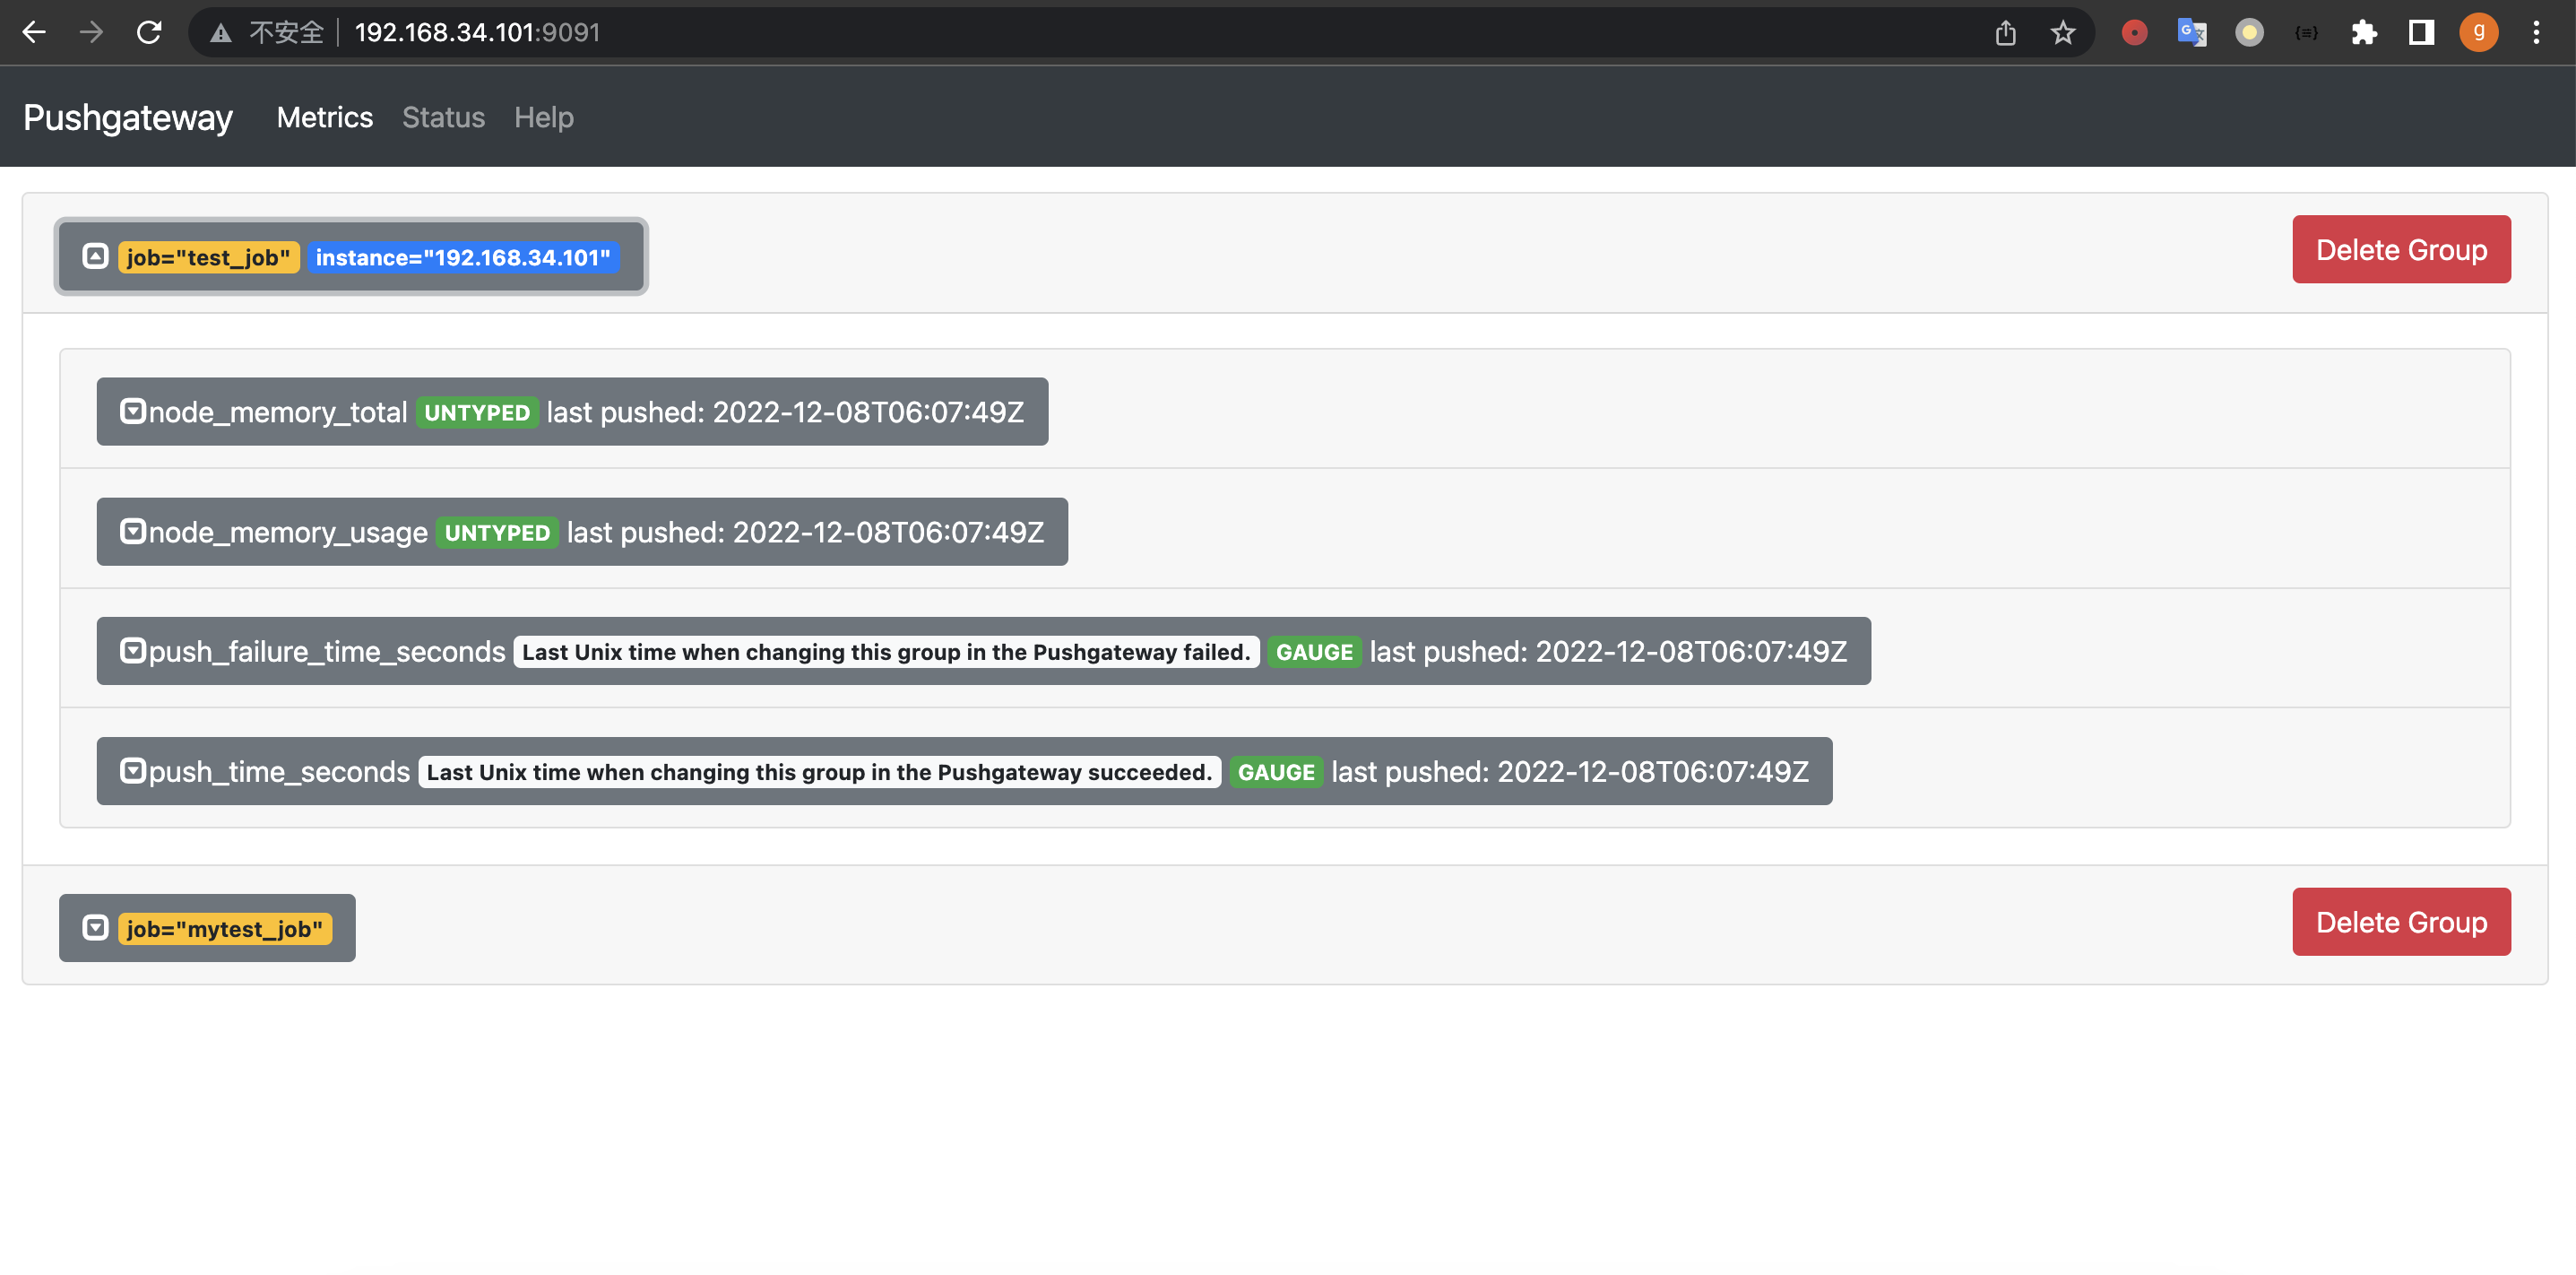 不安全 192.168.34.101:9091
g
Pushgateway Metrics Status Help
job="test_job" instance="192.168.34.101" Delete Group
node_memory_total UNTYPED last pushed: 2022-12-08T06:07:49Z
node_memory_usage UNTYPED last pushed: 2022-12-08T06:07:49Z
push_failure_time_seconds Last Unix time when changing this group in the Pushgateway failed. GAUGE last pushed: 2022-12-08T06:07:49Z
push_time_seconds Last Unix time when changing this group in the Pushgateway succeeded. GAUGE last pushed: 2022-12-08T06:07:49Z
job="mytest_job" Delete Group